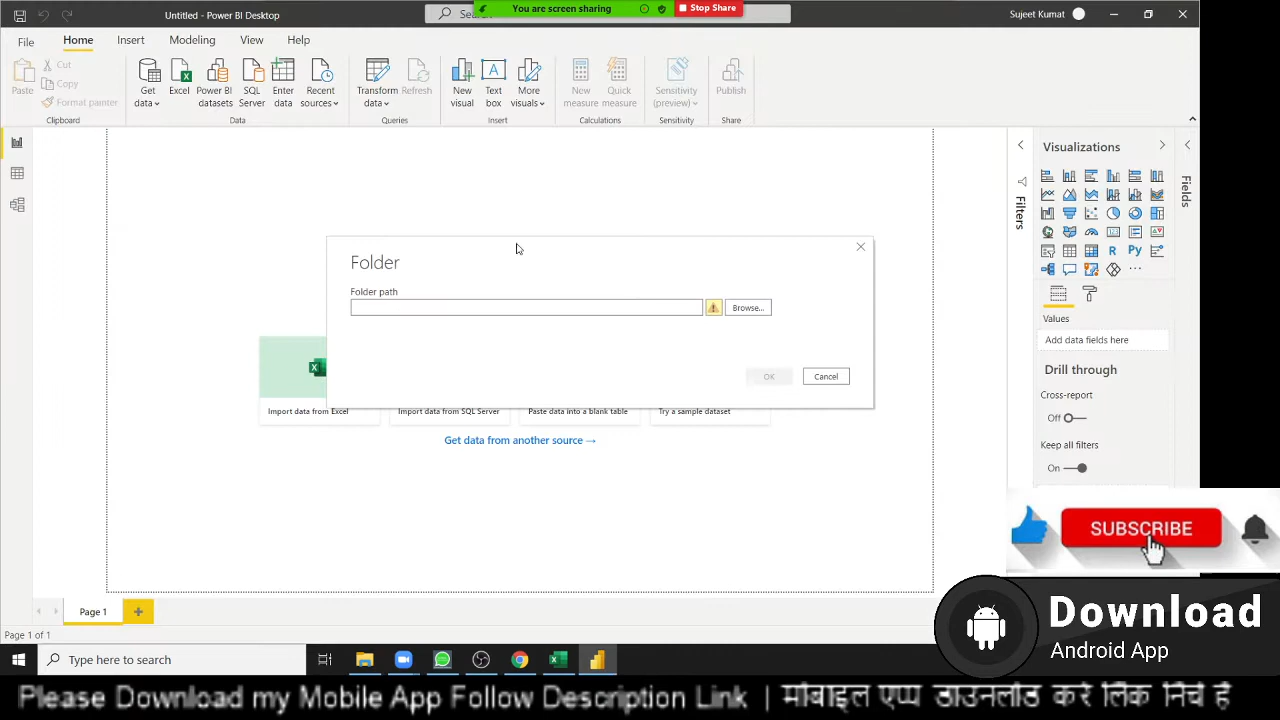 Untitled - Power BI Desktop
Search
You are screen sharing
Stop Share
Sujeet Kumat
File
Home
Insert
Modeling
View
Help
Paste
Cut
Copy
Format painter
Get data
Excel
Power BI datasets
SQL Server
Enter data
Recent sources
Transform data
Refresh
New visual
Text box
More visuals
New measure
Quick measure
Sensitivity (preview)
Publish
Clipboard
Data
Queries
Insert
Calculations
Sensitivity
Share
Folder
Folder path
Browse...
OK
Cancel
Import data from Excel
Import data from SQL Server
Paste data into a blank table
Try a sample dataset
Get data from another source →
Filters
Visualizations
Fields
R
Py
Values
Add data fields here
Drill through
Cross-report
Off
Keep all filters
On
SUBSCRIBE
Download
Android App
Page 1
Page 1 of 1
Type here to search
Please Download my Mobile App Follow Description Link | मोबाइल एप्प डाउनलोड करे लिंक निचे है